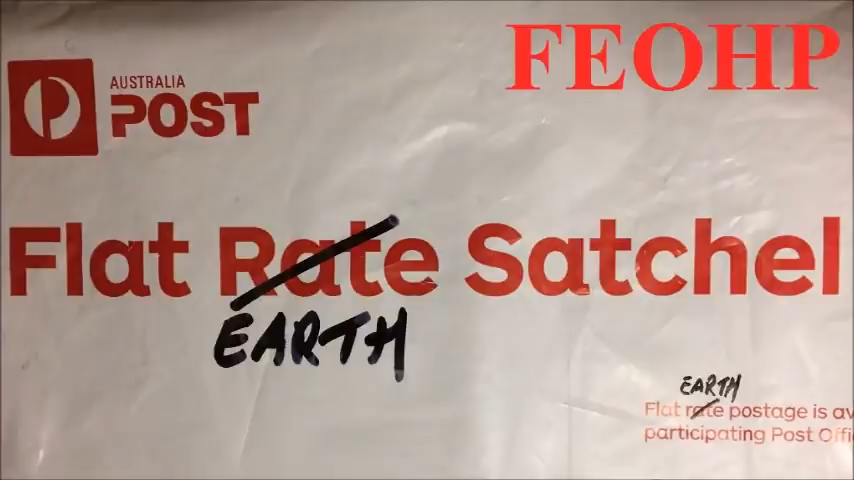 FEOHP
AUSTRALIA
POST
Flat Rate Satchel
EARTH
EARTH
Flat rate postage is av
participating Post Offi